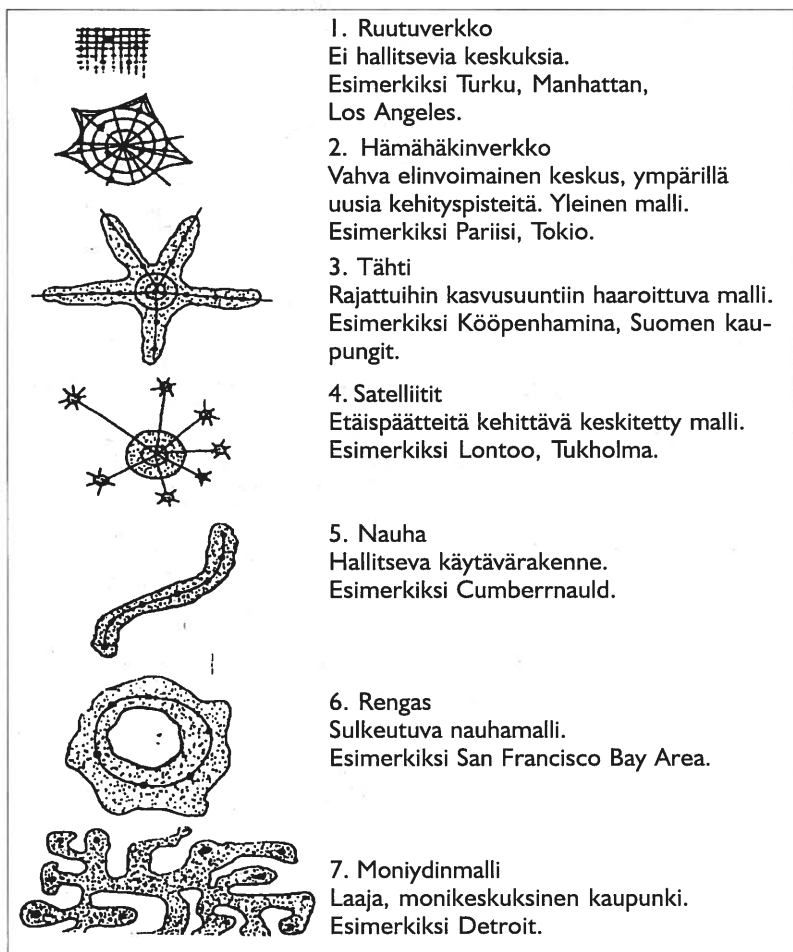 1. Ruutuverkko
Ei hallitsevia keskuksia.
Esimerkiksi Turku, Manhattan,
Los Angeles.
2. Hämähäkinverkko
Vahva elinvoimainen keskus, ympärillä
uusia kehityspisteitä. Yleinen malli.
Esimerkiksi Pariisi, Tokio.
3. Tähti
Rajattuihin kasvusuuntiin haaroittuva malli.
Esimerkiksi Kööpenhamina, Suomen kau-
pungit.
4. Satelliitit
Etäispäätteitä kehittävä keskitetty malli.
Esimerkiksi Lontoo, Tukholma.
5. Nauha
Hallitseva käytävärakenne.
Esimerkiksi Cumberrnauld.
6. Rengas
Sulkeutuva nauhamalli.
Esimerkiksi San Francisco Bay Area.
7. Moniydinmalli
Laaja, monikeskuksinen kaupunki.
Esimerkiksi Detroit.